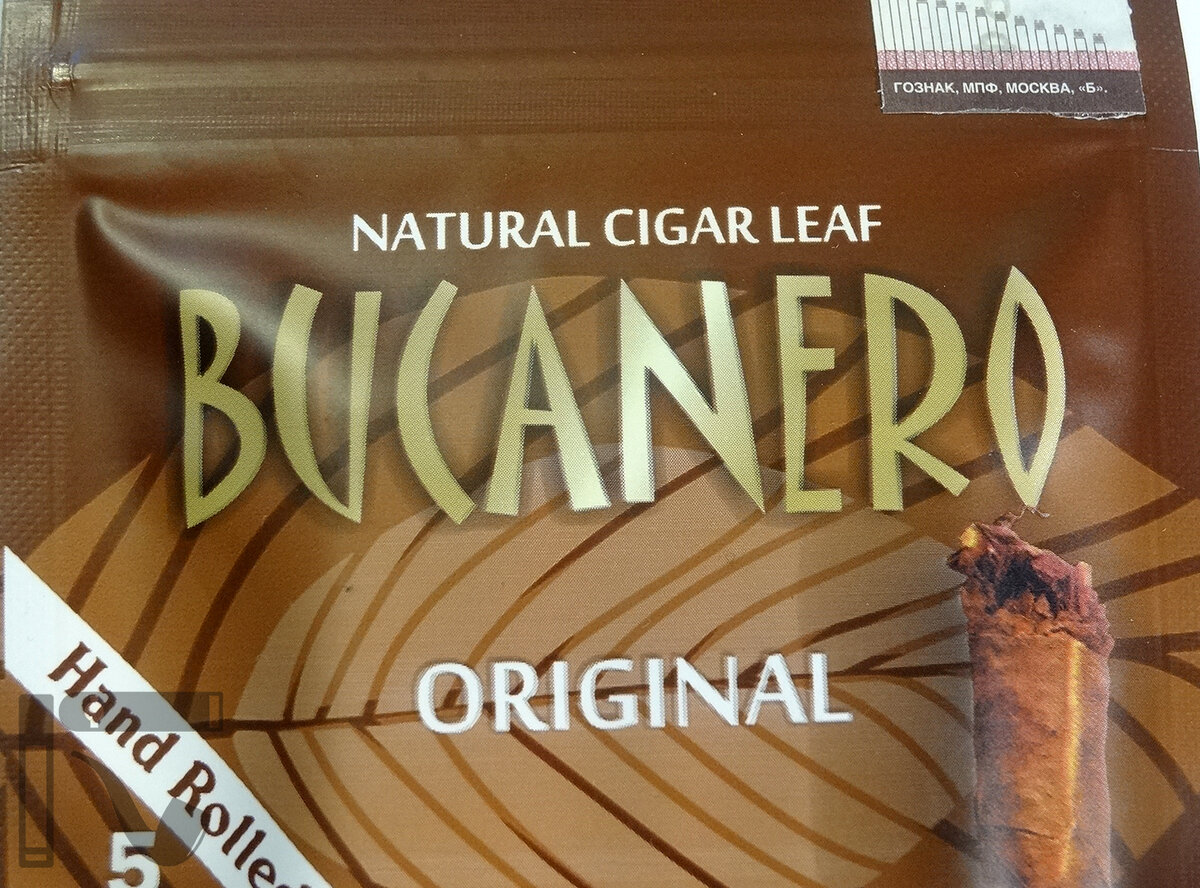 ГОЗНАК, МПФ, МОСКВА, «Б».
NATURAL CIGAR LEAF
BUCANERO
ORIGINAL
Hand Rolled
5